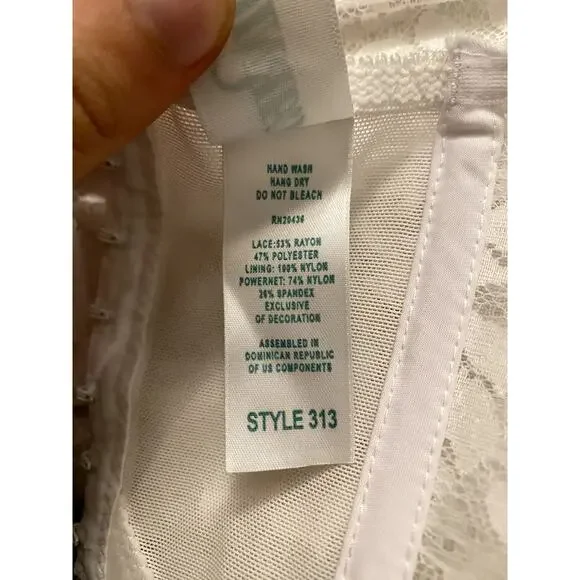 HAND WASH
HANG DRY
DO NOT BLEACH
RN20436
LACE:53% RAYON
47% POLYESTER
LINING: 100% NYLON
POWERNET: 74% NYLON
26% SPANDEX
EXCLUSIVE
OF DECORATION
ASSEMBLED IN
DOMINICAN REPUBLIC
OF US COMPONENTS
STYLE 313